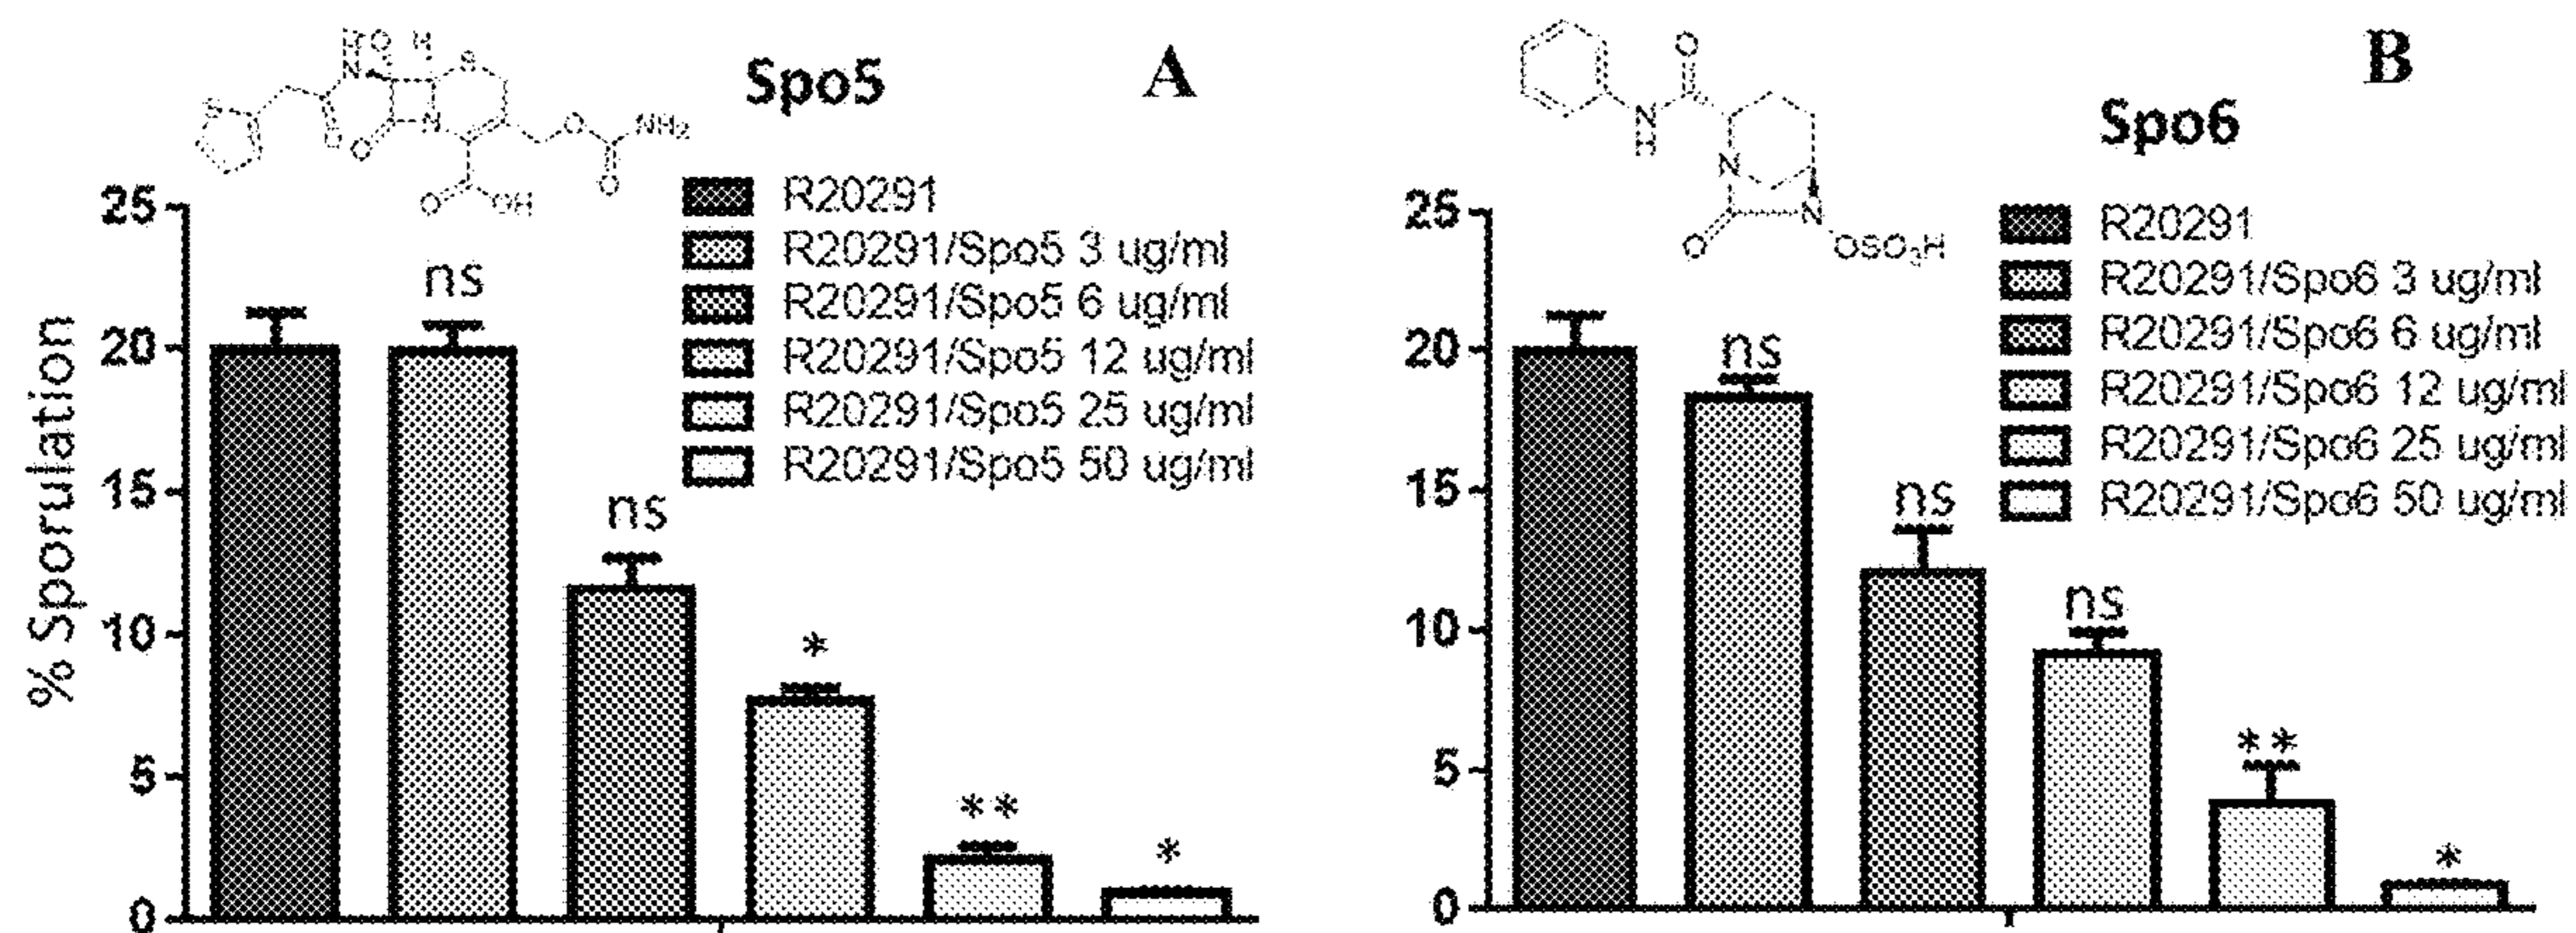 Spo5
A
R20291
R20291/Spo5 3 ug/ml
R20291/Spo5 6 ug/ml
R20291/Spo5 12 ug/ml
R20291/Spo5 25 ug/ml
R20291/Spo5 50 ug/ml
% Sporulation
25
20
15
10
5
0
ns
ns
*
**
*
S
O
O
N
S
O
NH₂
O
O
OH
H
N
H
Spo6
B
R20291
R20291/Spo6 3 ug/ml
R20291/Spo6 6 ug/ml
R20291/Spo6 12 ug/ml
R20291/Spo6 25 ug/ml
R20291/Spo6 50 ug/ml
25
20
15
10
5
0
ns
ns
ns
**
*
O
N
H
N
O
N
OSO₃H